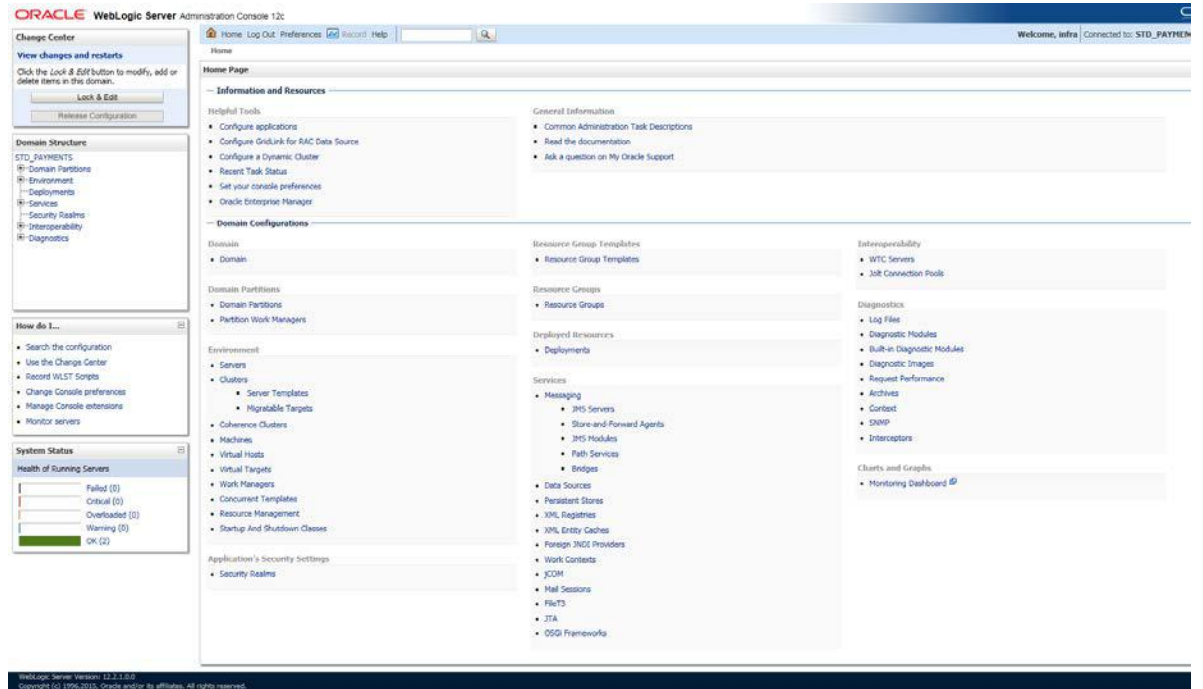 ORACLE WebLogic Server Administration Console 12c
Change Center
View changes and restarts
Click the Lock & Edit button to modify, add or
delete items in this domain.
Lock & Edit
Release Configuration
Domain Structure
STD_PAYMENTS
Domain Partitions
Environment
Deployments
Services
Security Realms
Interoperability
Diagnostics
How do I...
Search the configuration
Use the Change Center
Record WLST Scripts
Change Console preferences
Manage Console extensions
Monitor servers
System Status
Health of Running Servers
Failed (0)
Critical (0)
Overloaded (0)
Warning (0)
OK (2)
Home Log Out Preferences Record Help
Welcome, infra Connected to: STD_PAYMEN
Home
Home Page
Information and Resources
Helpful Tools
Configure applications
Configure GridLink for RAC Data Source
Configure a Dynamic Cluster
Recent Task Status
Set your console preferences
Oracle Enterprise Manager
General Information
Common Administration Task Descriptions
Read the documentation
Ask a question on My Oracle Support
Domain Configurations
Domain
Domain
Domain Partitions
Domain Partitions
Partition Work Managers
Environment
Servers
Clusters
Server Templates
Migratable Targets
Coherence Clusters
Machines
Virtual Hosts
Virtual Targets
Work Managers
Concurrent Templates
Resource Management
Startup And Shutdown Classes
Application's Security Settings
Security Realms
Resource Group Templates
Resource Group Templates
Resource Groups
Resource Groups
Deployed Resources
Deployments
Services
Messaging
JMS Servers
Store-and-Forward Agents
JMS Modules
Path Services
Bridges
Data Sources
Persistent Stores
XML Registries
XML Entity Caches
Foreign JNDI Providers
Work Contexts
jCOM
Mail Sessions
FileT3
JTA
OSGi Frameworks
Interoperability
WTC Servers
Jolt Connection Pools
Diagnostics
Log Files
Diagnostic Modules
Built-in Diagnostic Modules
Diagnostic Images
Request Performance
Archives
Context
SNMP
Interceptors
Charts and Graphs
Monitoring Dashboard
WebLogic Server Version: 12.2.1.0.0
Copyright (c) 1996,2015, Oracle and/or its affiliates. All rights reserved.